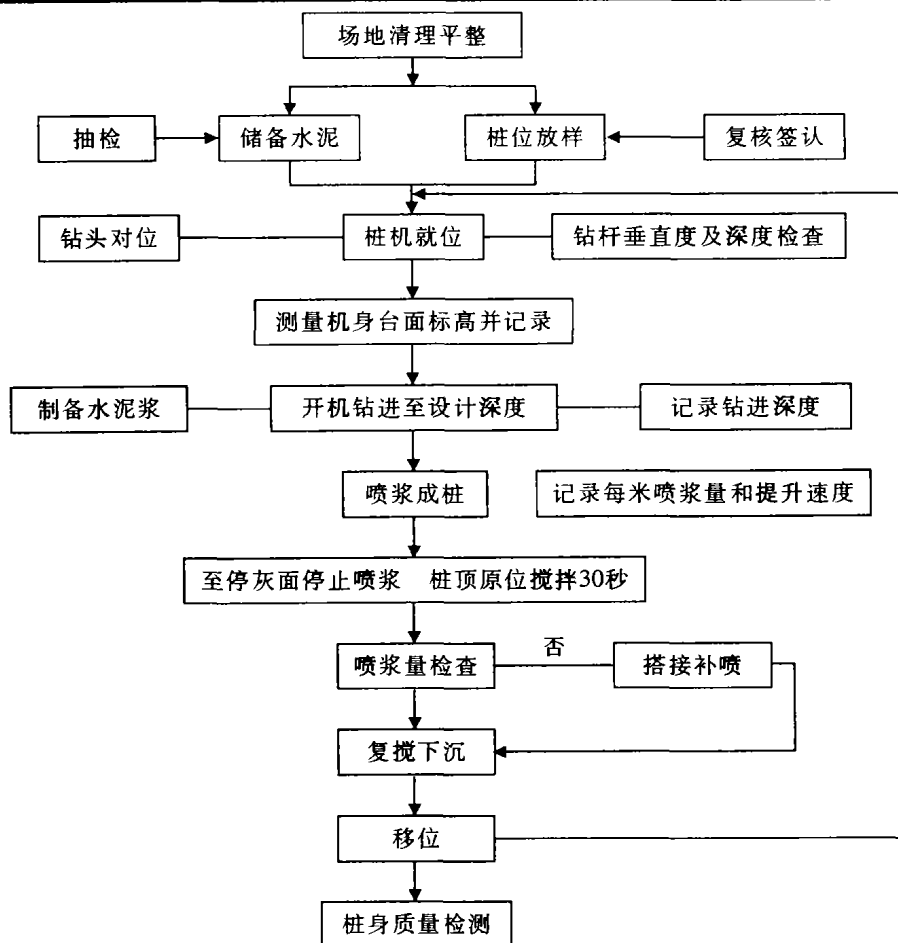 场地清理平整
抽检
储备水泥
桩位放样
复核签认
钻头对位
桩机就位
钻杆垂直度及深度检查
测量机身台面标高并记录
制备水泥浆
开机钻进至设计深度
记录钻进深度
喷浆成桩
记录每米喷浆量和提升速度
至停灰面停止喷浆 桩顶原位搅拌30秒
喷浆量检查
否
搭接补喷
复搅下沉
移位
桩身质量检测